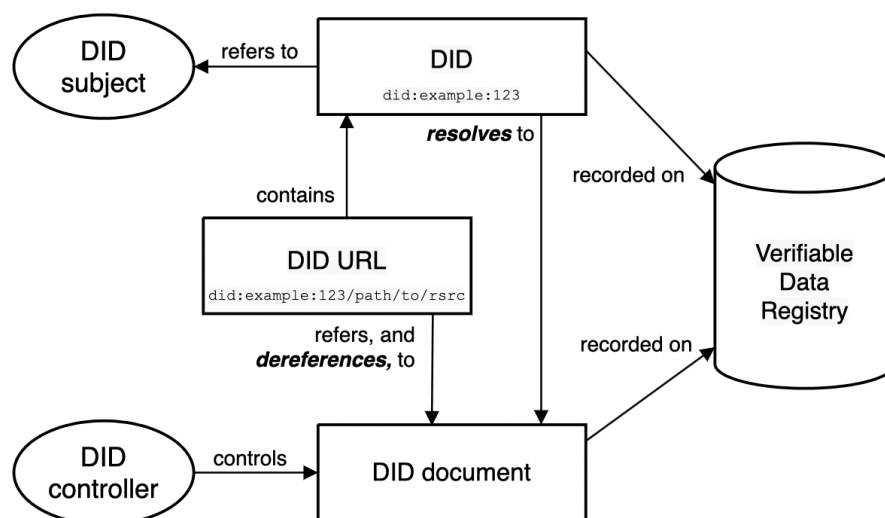 DID
subject
refers to
DID
did:example:123
resolves to
recorded on
contains
DID URL
did:example:123/path/to/rsrc
Verifiable
Data
Registry
refers, and
dereferences, to
recorded on
DID
controller
controls
DID document